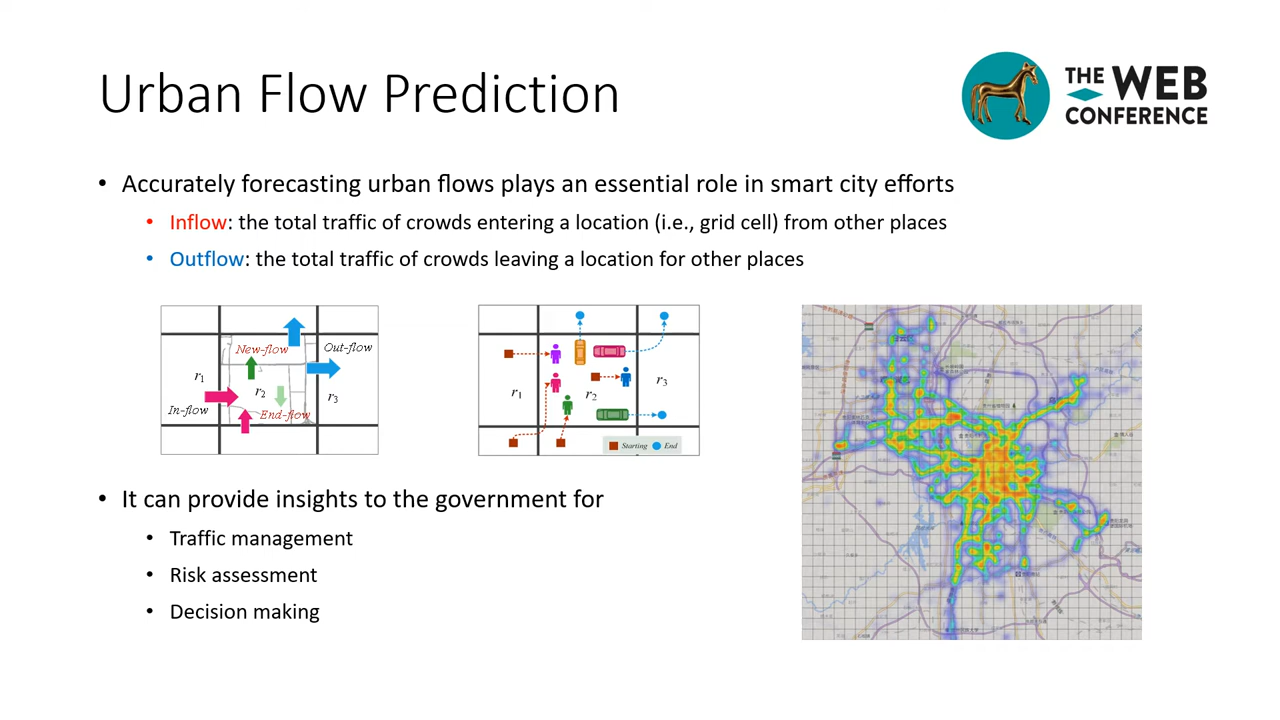 Urban Flow Prediction
THE WEB
CONFERENCE
• Accurately forecasting urban flows plays an essential role in smart city efforts
• Inflow: the total traffic of crowds entering a location (i.e., grid cell) from other places
• Outflow: the total traffic of crowds leaving a location for other places
New-flow
Out-flow
r1
r2
r3
In-flow
End-flow
r1
r2
r3
Starting
End
• It can provide insights to the government for
• Traffic management
• Risk assessment
• Decision making